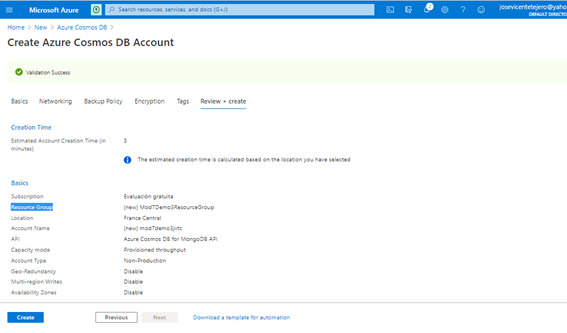 Microsoft Azure
Search resources, services, and docs (G+/)
josevicentetejero@yaho
DEFAULT DIRECTO
Home > New > Azure Cosmos DB >
Create Azure Cosmos DB Account
Validation Success
Basics Networking Backup Policy Encryption Tags Review + create
Creation Time
Estimated Account Creation Time (in minutes) 3
The estimated creation time is calculated based on the location you have selected
Basics
Subscription Evaluación gratuita
Resource Group (new) Mod7Demo3ResourceGroup
Location France Central
Account Name (new) mod7demo3jvtc
API Azure Cosmos DB for MongoDB API
Capacity mode Provisioned throughput
Account Type Non-Production
Geo-Redundancy Disable
Multi-region Writes Disable
Availability Zones Disable
Create Previous Next Download a template for automation